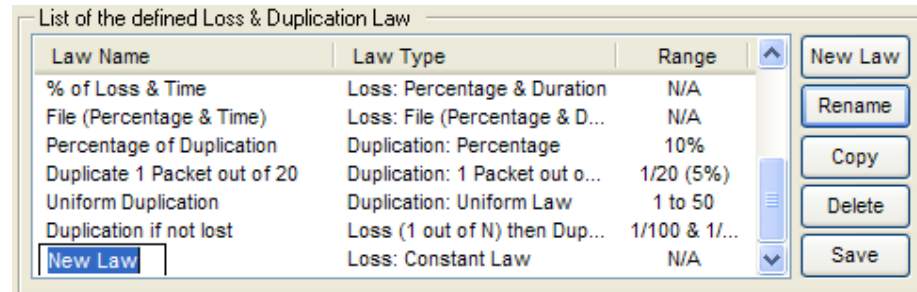 List of the defined Loss & Duplication Law
Law Name Law Type Range New Law
% of Loss & Time Loss: Percentage & Duration N/A
File (Percentage & Time) Loss: File (Percentage & D... N/A Rename
Percentage of Duplication Duplication: Percentage 10%
Duplicate 1 Packet out of 20 Duplication: 1 Packet out o... 1/20 (5%) Copy
Uniform Duplication Duplication: Uniform Law 1 to 50 Delete
Duplication if not lost Loss (1 out of N) then Dup... 1/100 & 1/...
New Law Loss: Constant Law N/A Save